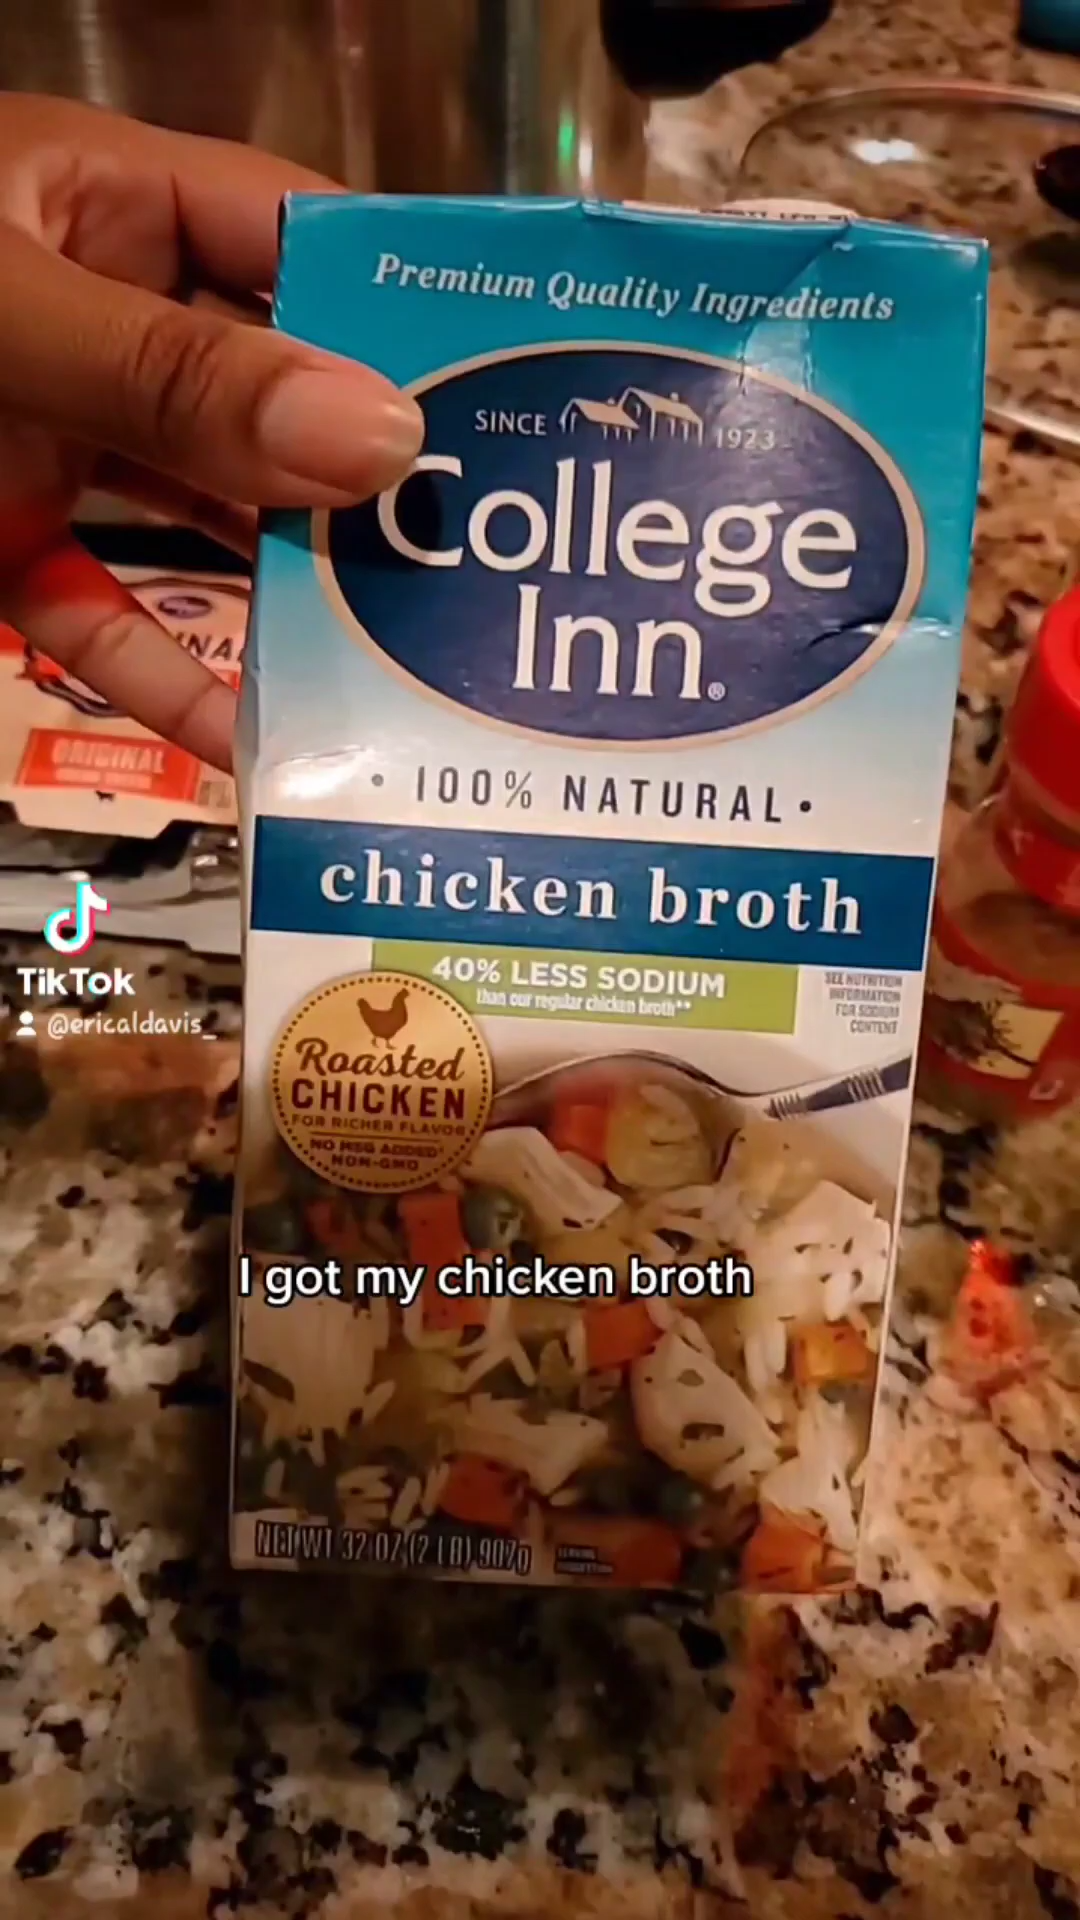 Premium Quality Ingredients
SINCE 1923
College
Inn®
• 100% NATURAL •
chicken broth
40% LESS SODIUM
than our regular chicken broth**
SEE NUTRITION
INFORMATION
FOR SODIUM
CONTENT
Roasted
CHICKEN
FOR RICHER FLAVOR
NO MSG ADDED
NON-GMO
ORIGINAL
TikTok
@ericaldavis_
I got my chicken broth
NET WT 32 OZ (2 LB) 907g
SERVING
SUGGESTION